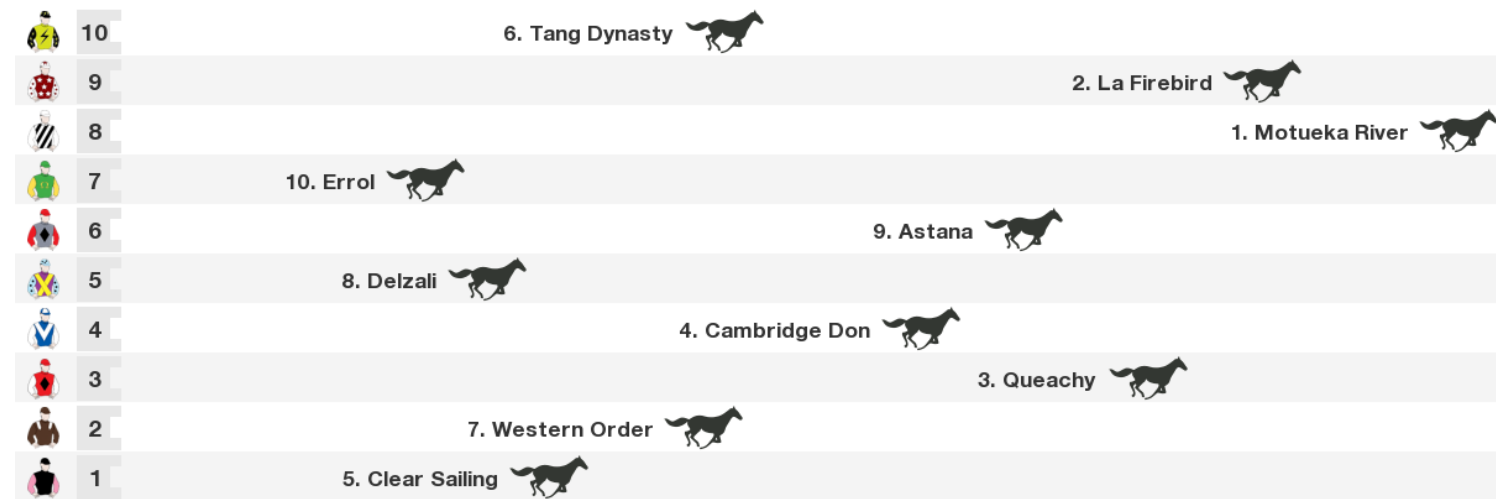 10 6. Tang Dynasty
9 2. La Firebird
8 1. Motueka River
7 10. Errol
6 9. Astana
5 8. Delzali
4 4. Cambridge Don
3 3. Queachy
2 7. Western Order
1 5. Clear Sailing